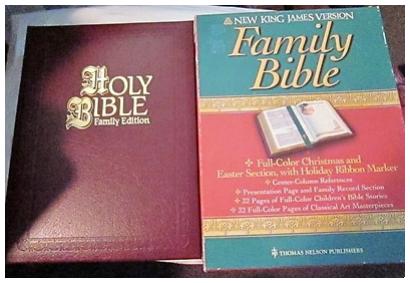 HOLY
BIBLE
Family Edition
NEW KING JAMES VERSION
Family
Bible
Full-Color Christmas and
Easter Section, with Holiday Ribbon Marker
Center-Column References
Presentation Page and Family Record Section
22 Pages of Full-Color Children's Bible Stories
32 Full-Color Pages of Classical Art Masterpieces
THOMAS NELSON PUBLISHERS